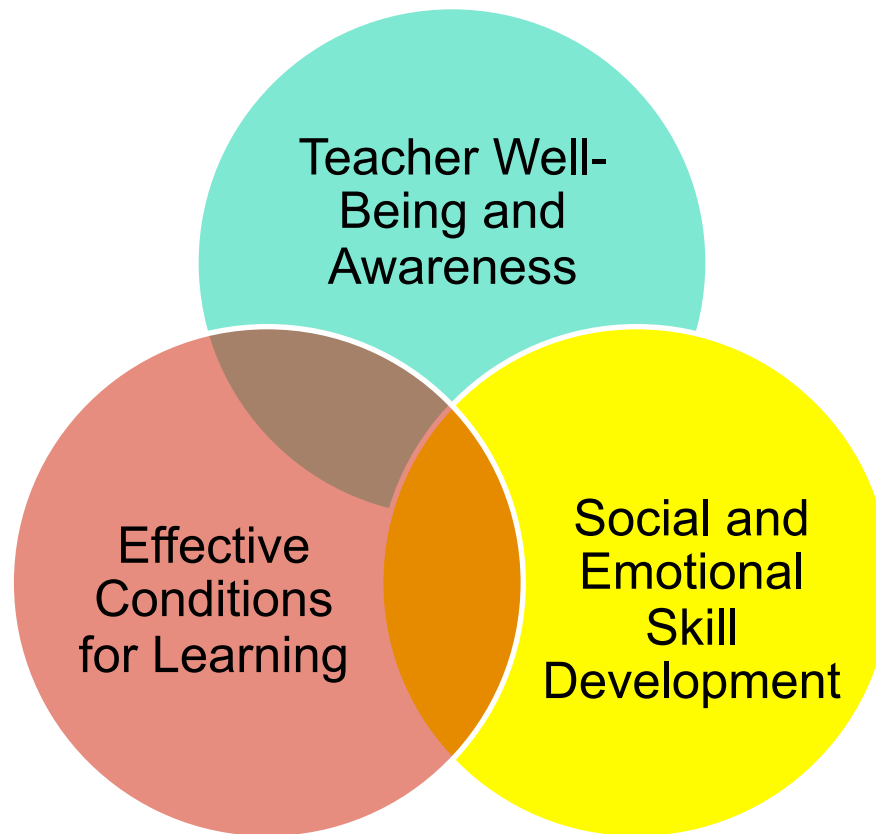 Teacher Well-
Being and
Awareness
Effective
Conditions
for Learning
Social and
Emotional
Skill
Development